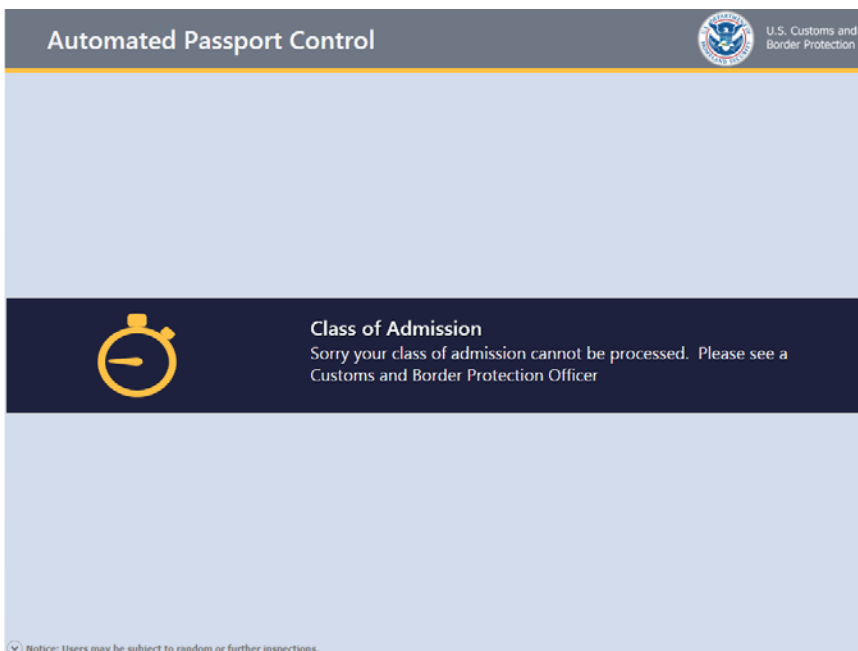 Automated Passport Control
U.S. Customs and
Border Protection
Class of Admission
Sorry your class of admission cannot be processed. Please see a
Customs and Border Protection Officer
Notice: Users may be subject to random or further inspections.